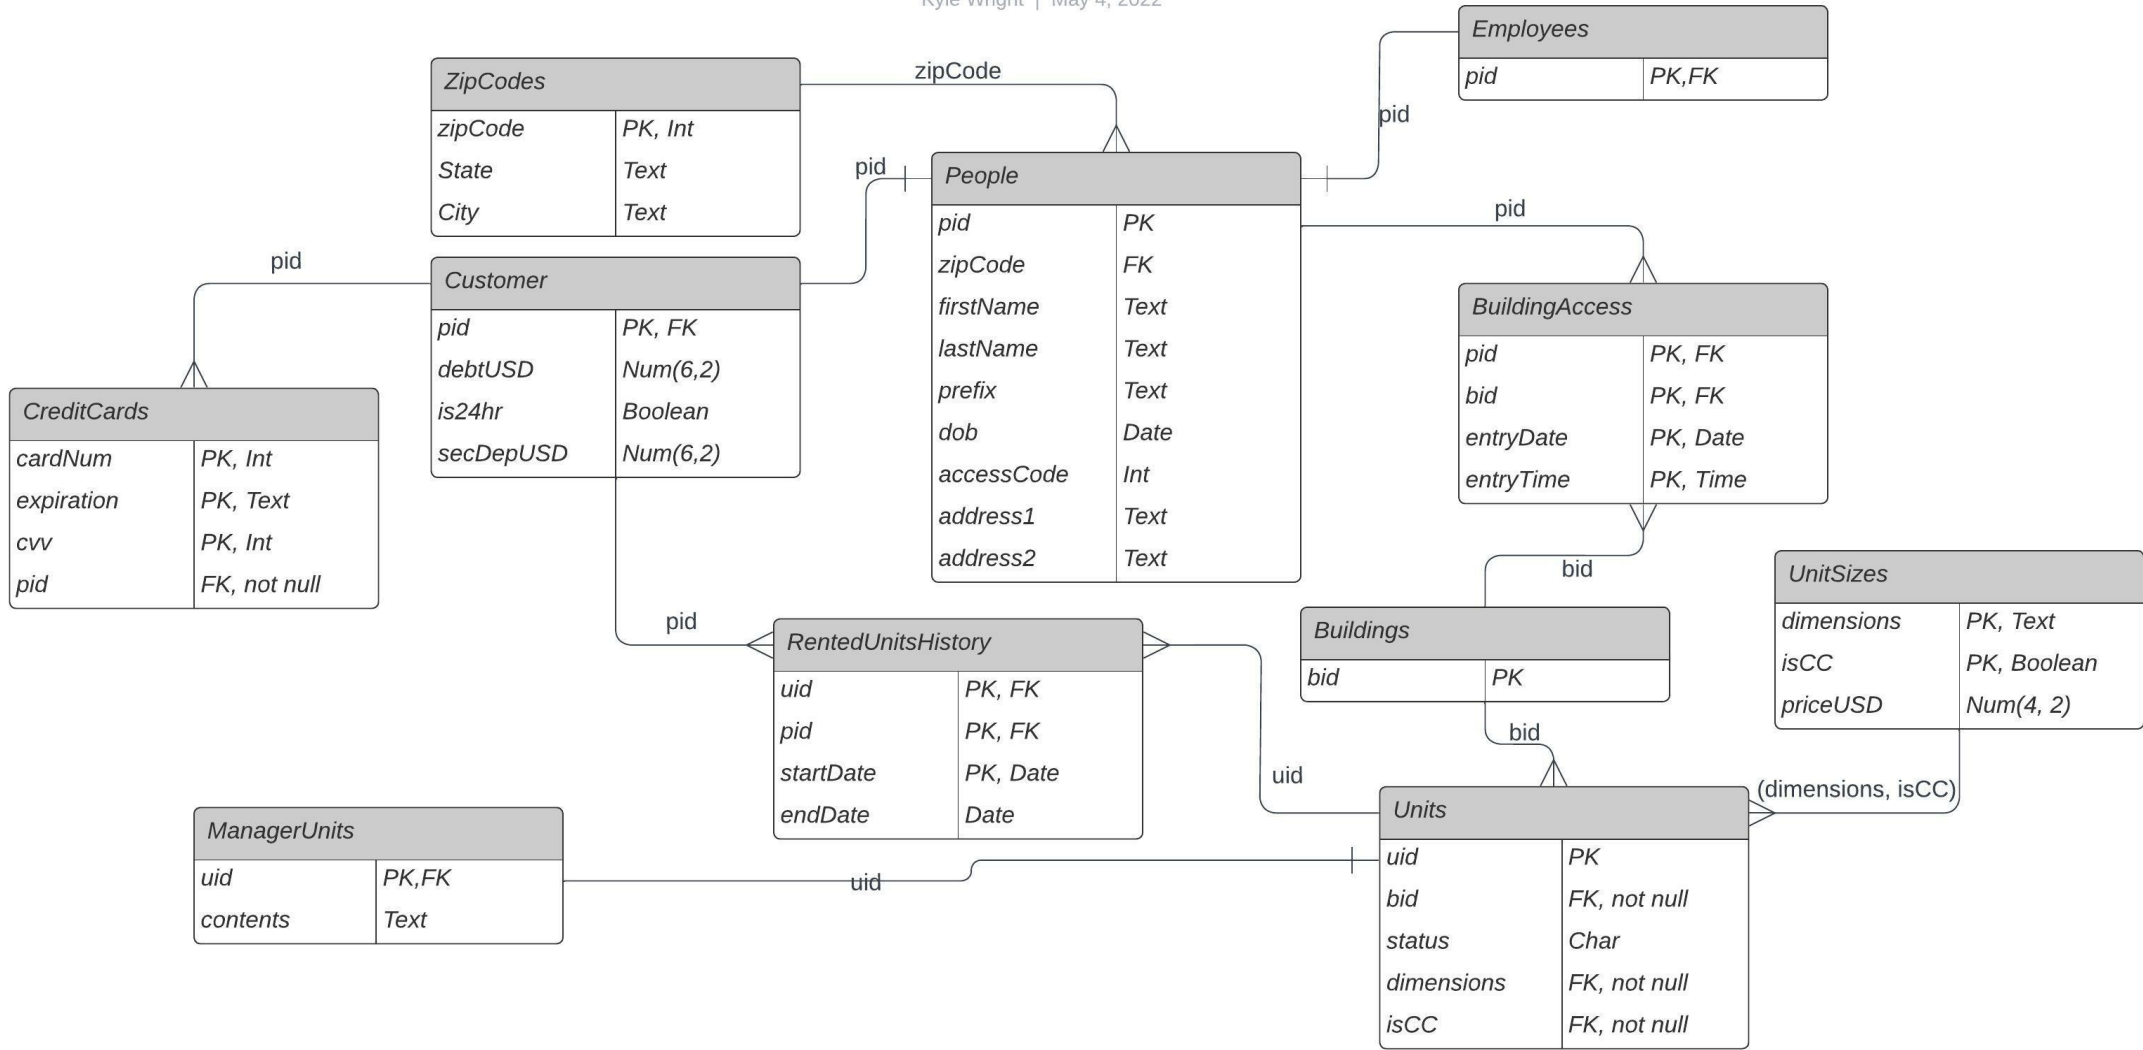 Kyle Wright | May 4, 2022
Employees
pid PK,FK
pid
ZipCodes
zipCode PK, Int
State Text
City Text
zipCode
pid
People
pid PK
zipCode FK
firstName Text
lastName Text
prefix Text
dob Date
accessCode Int
address1 Text
address2 Text
pid
BuildingAccess
pid PK, FK
bid PK, FK
entryDate PK, Date
entryTime PK, Time
pid
Customer
pid PK, FK
debtUSD Num(6,2)
is24hr Boolean
secDepUSD Num(6,2)
CreditCards
cardNum PK, Int
expiration PK, Text
cvv PK, Int
pid FK, not null
bid
UnitSizes
dimensions PK, Text
isCC PK, Boolean
priceUSD Num(4, 2)
Buildings
bid PK
bid
pid
RentedUnitsHistory
uid PK, FK
pid PK, FK
startDate PK, Date
endDate Date
uid
(dimensions, isCC)
Units
uid PK
bid FK, not null
status Char
dimensions FK, not null
isCC FK, not null
ManagerUnits
uid PK,FK
contents Text
uid